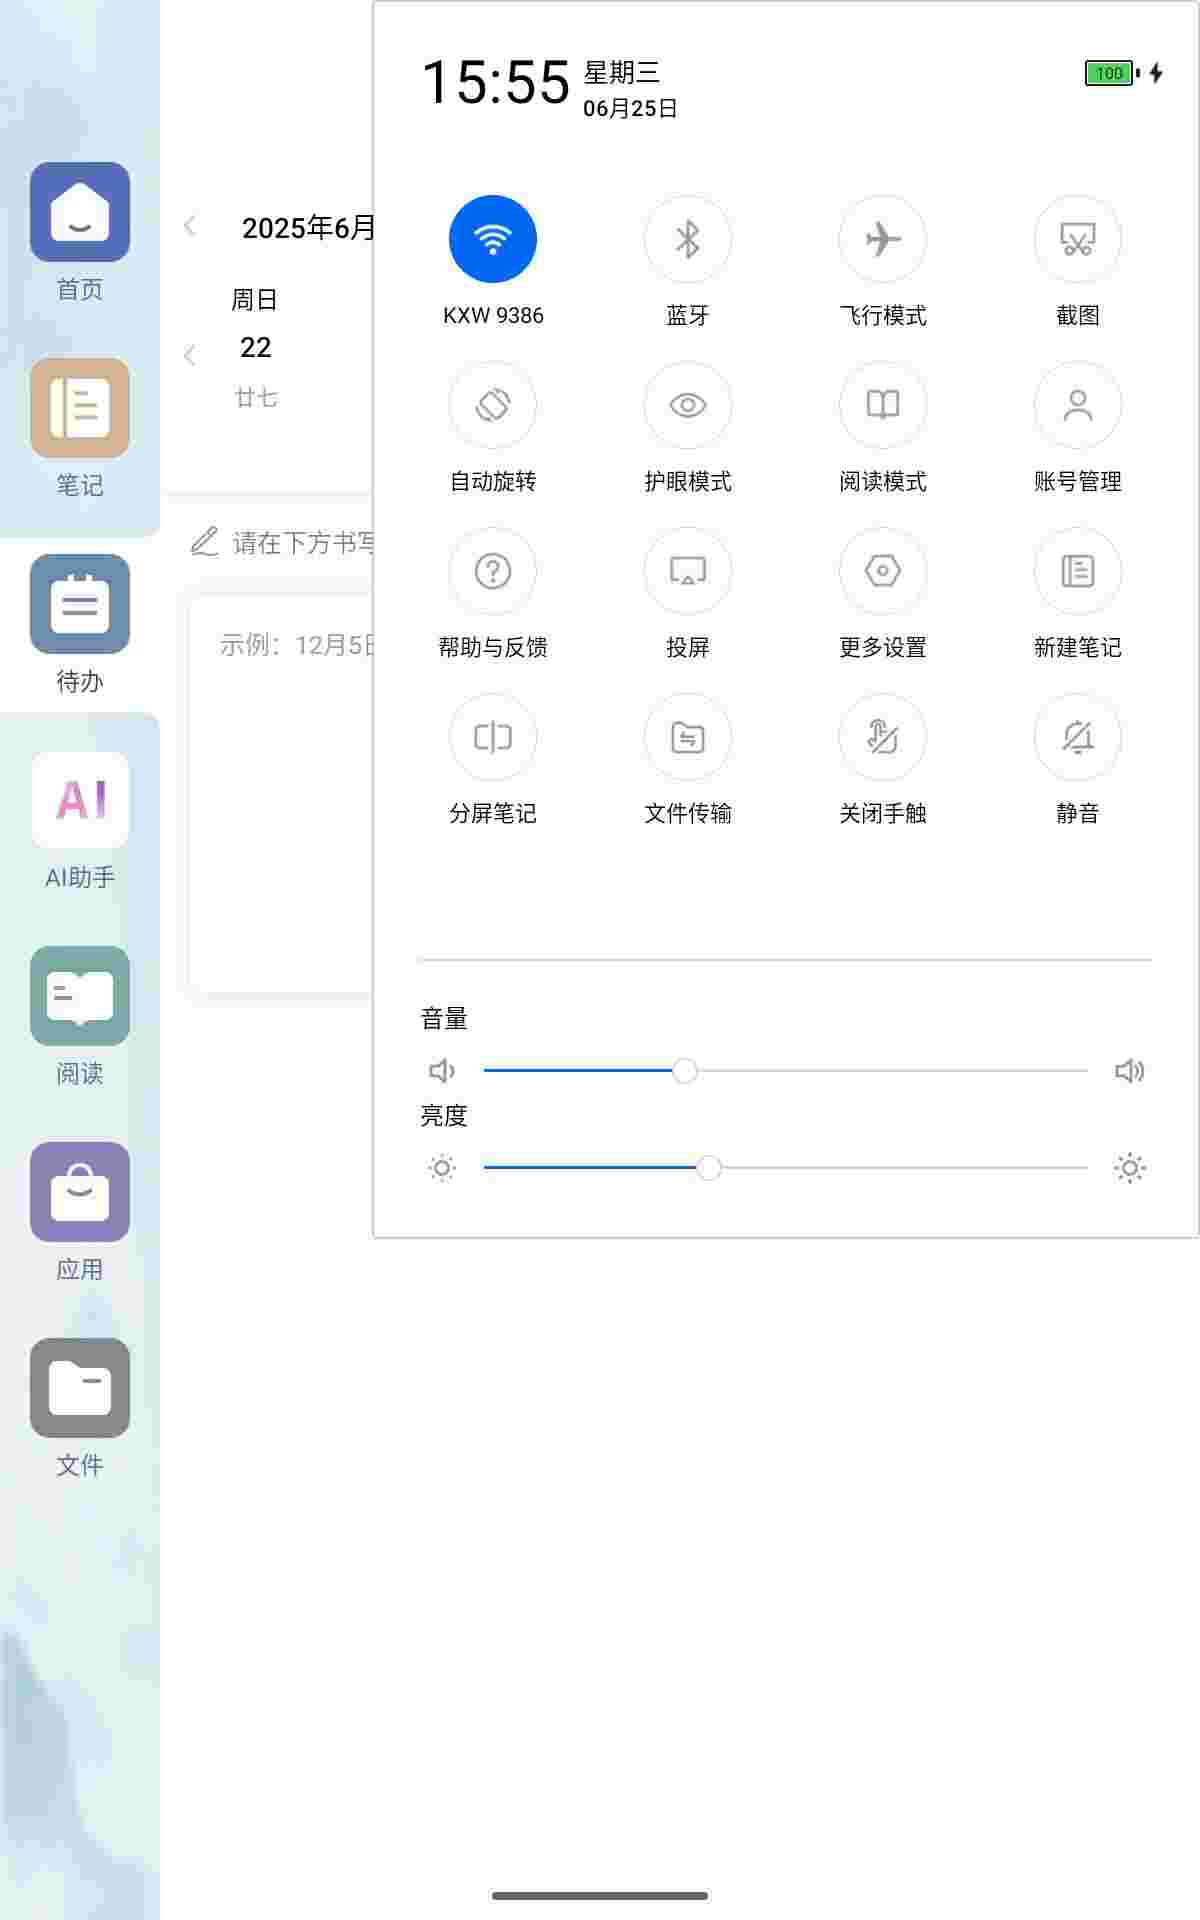 首页
笔记
待办
AI
AI助手
阅读
应用
文件
2025年6月
周日
22
廿七
请在下方书写
示例：12月5日
15:55
星期三
06月25日
100
KXW 9386
蓝牙
飞行模式
截图
自动旋转
护眼模式
阅读模式
账号管理
帮助与反馈
投屏
更多设置
新建笔记
分屏笔记
文件传输
关闭手触
静音
音量
亮度